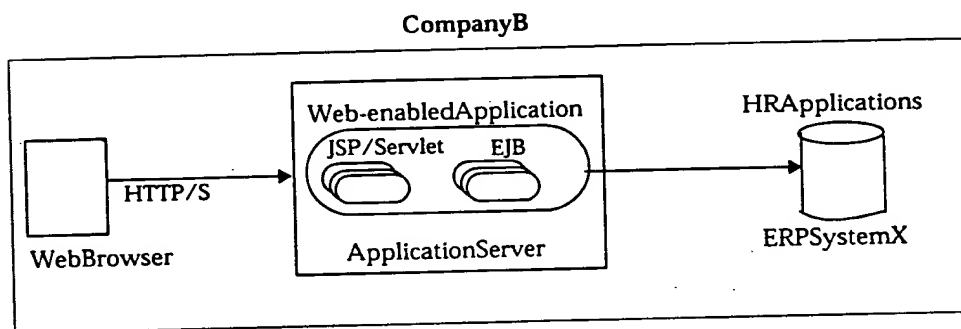 CompanyB
Web-enabledApplication
HRApplications
JSP/Servlet
EJB
HTTP/S
WebBrowser
ApplicationServer
ERPSystemX